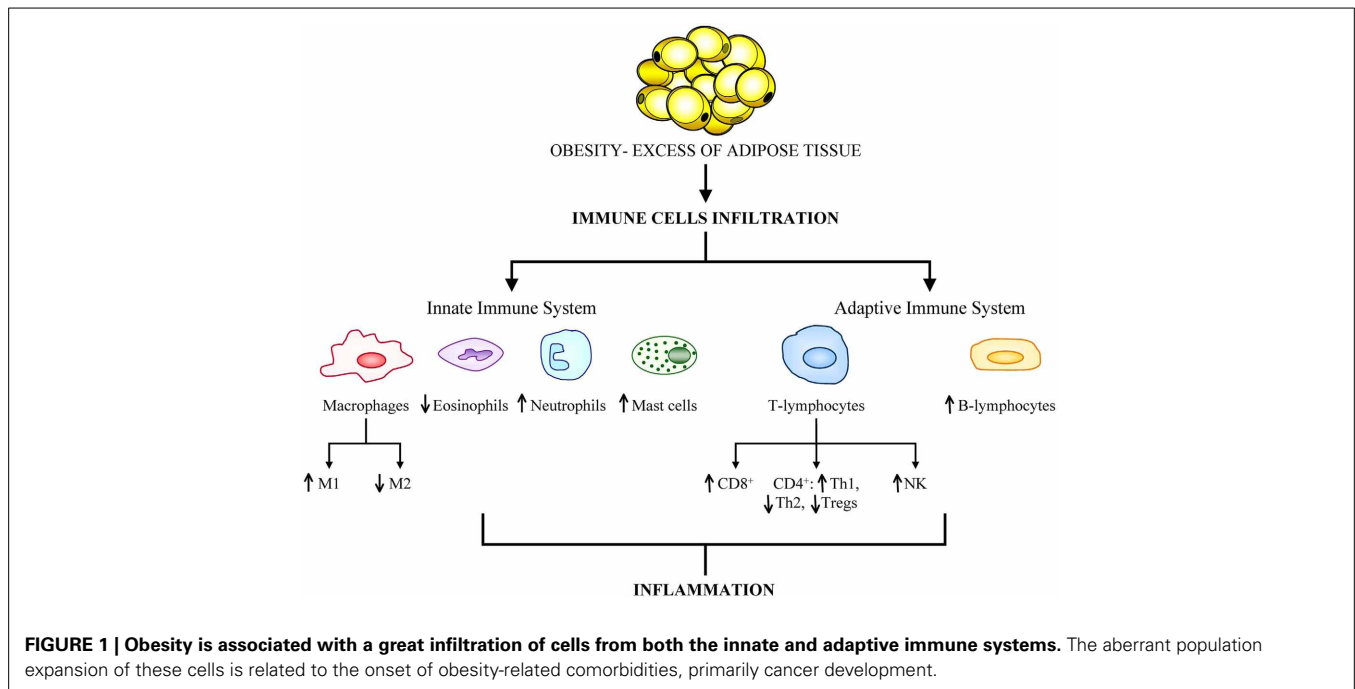 OBESITY- EXCESS OF ADIPOSE TISSUE
IMMUNE CELLS INFILTRATION
Innate Immune System
Adaptive Immune System
Macrophages ↓Eosinophils ↑Neutrophils ↑Mast cells T-lymphocytes ↑B-lymphocytes
↑M1 ↓M2 ↑CD8⁺ CD4⁺: ↑Th1, ↑NK
↓Th2, ↓Tregs
INFLAMMATION
FIGURE 1 | Obesity is associated with a great infiltration of cells from both the innate and adaptive immune systems. The aberrant population
expansion of these cells is related to the onset of obesity-related comorbidities, primarily cancer development.